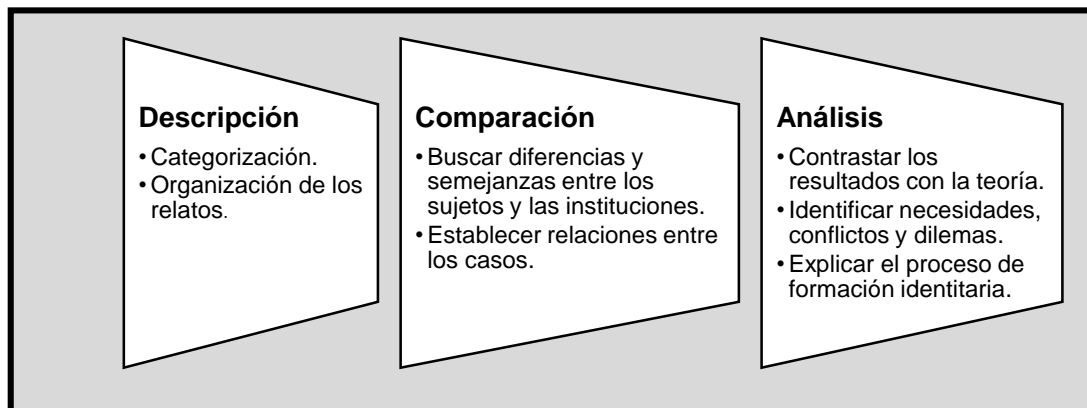 Descripción
• Categorización.
• Organización de los
relatos.
Comparación
• Buscar diferencias y
semejanzas entre los
sujetos y las instituciones.
• Establecer relaciones entre
los casos.
Análisis
• Contrastar los
resultados con la teoría.
• Identificar necesidades,
conflictos y dilemas.
• Explicar el proceso de
formación identitaria.